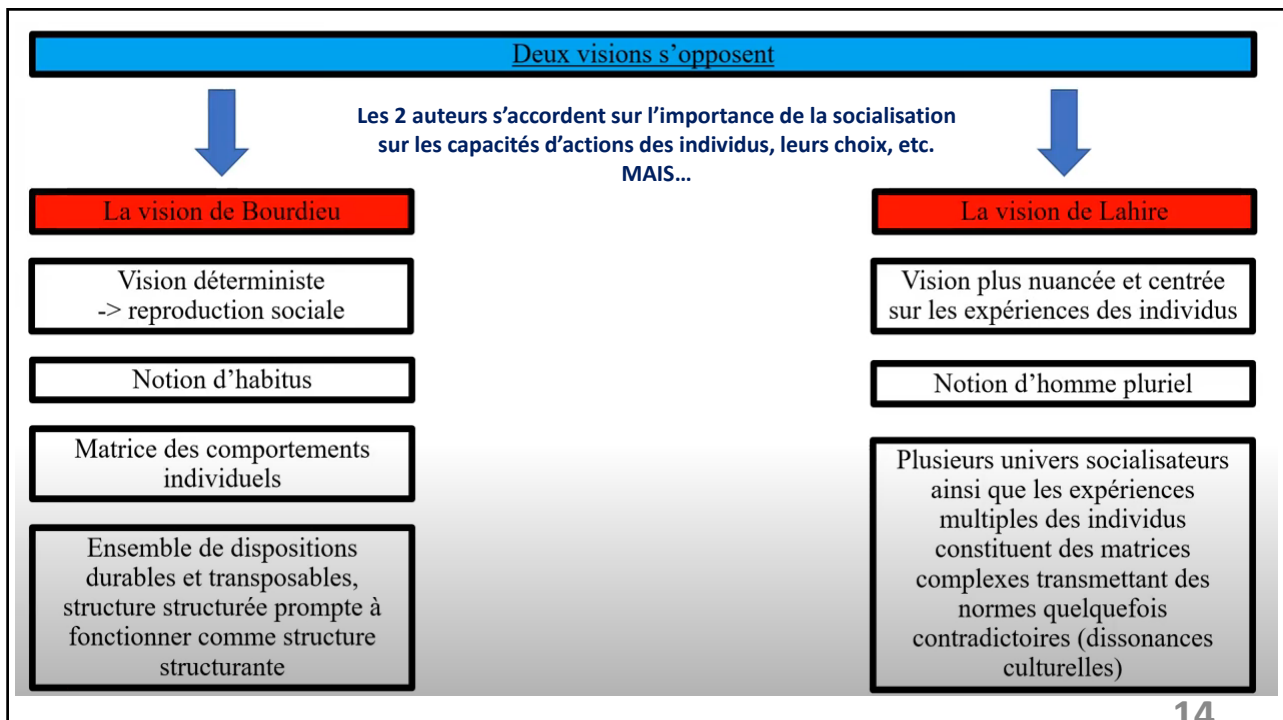 Deux visions s'opposent
Les 2 auteurs s'accordent sur l'importance de la socialisation
sur les capacités d'actions des individus, leurs choix, etc.
MAIS…
La vision de Bourdieu
Vision déterministe
-> reproduction sociale
Notion d'habitus
Matrice des comportements
individuels
Ensemble de dispositions
durables et transposables,
structure structurée prompte à
fonctionner comme structure
structurante
La vision de Lahire
Vision plus nuancée et centrée
sur les expériences des individus
Notion d'homme pluriel
Plusieurs univers socialisateurs
ainsi que les expériences
multiples des individus
constituent des matrices
complexes transmettant des
normes quelquefois
contradictoires (dissonances
culturelles)
14